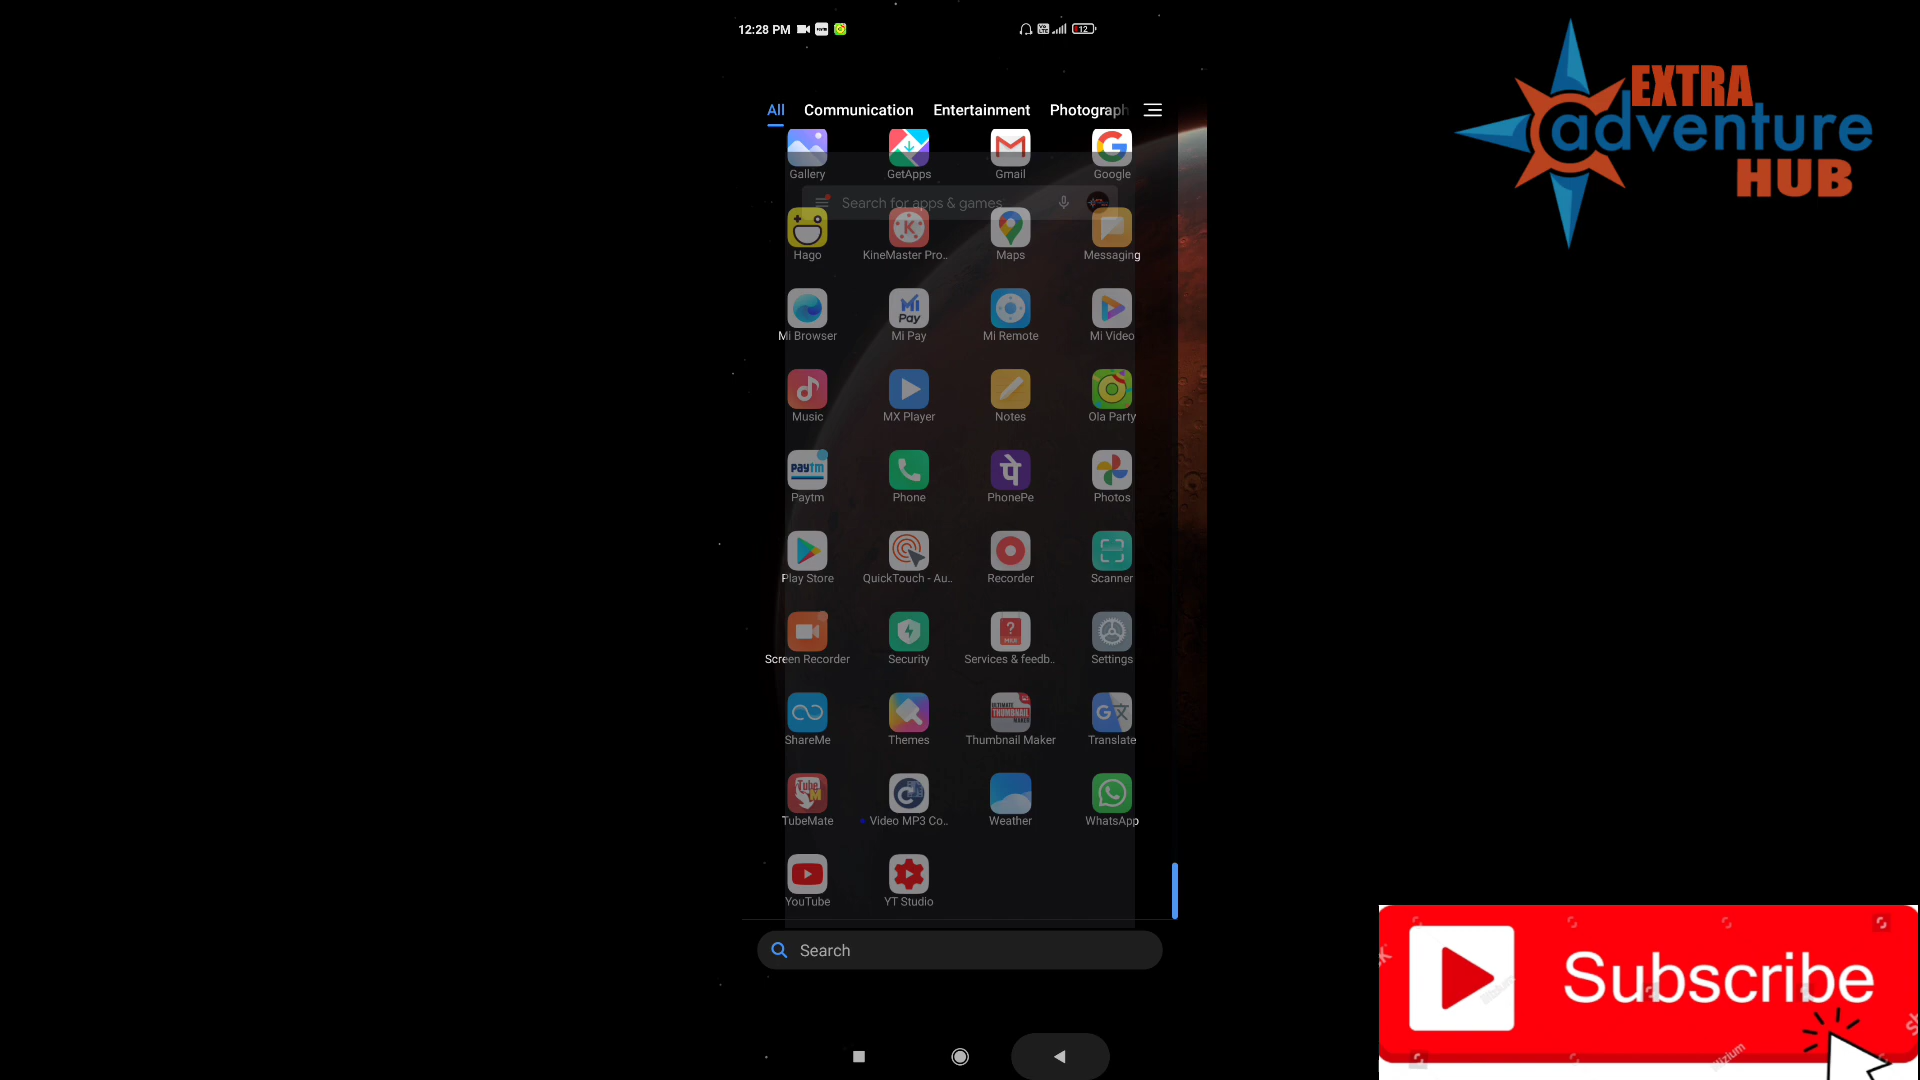 12:28 PM
12
All Communication Entertainment Photograph
Gallery GetApps Gmail Google
Search for apps & games
Hago KineMaster Pro.. Maps Messaging
Mi Browser Mi Pay Mi Remote Mi Video
Music MX Player Notes Ola Party
Paytm Phone PhonePe Photos
Play Store QuickTouch - Au.. Recorder Scanner
Screen Recorder Security Services & feedb.. Settings
ShareMe Themes Thumbnail Maker Translate
TubeMate Video MP3 Co.. Weather WhatsApp
YouTube YT Studio
Search
EXTRA
adventure
HUB
Subscribe